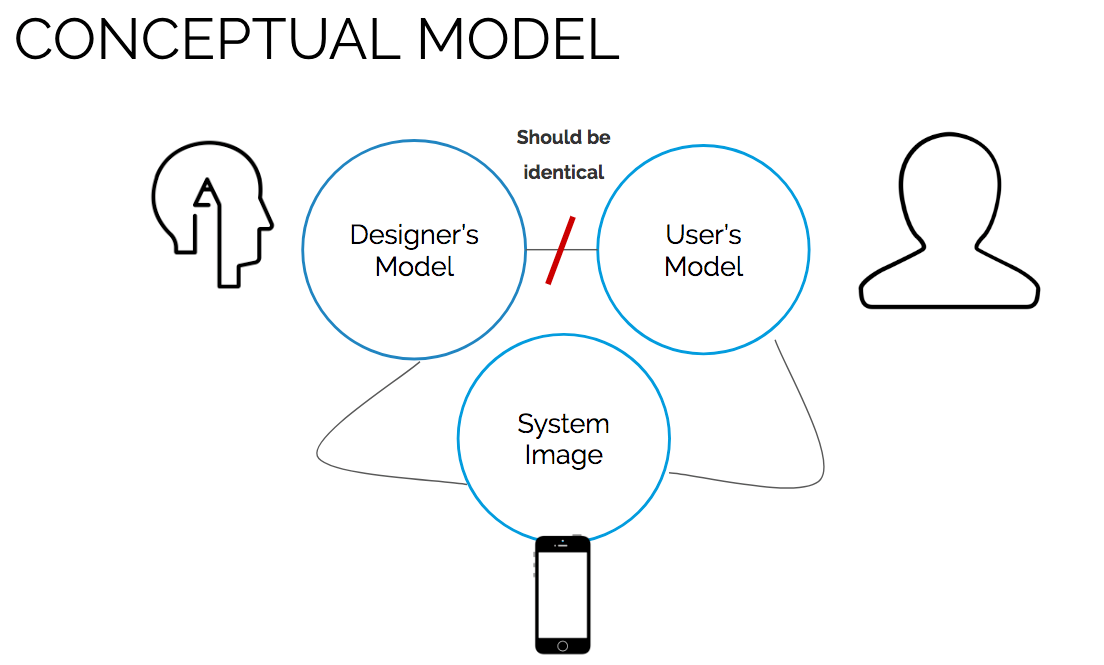 CONCEPTUAL MODEL
Should be
identical
Designer’s
Model
User’s
Model
System
Image